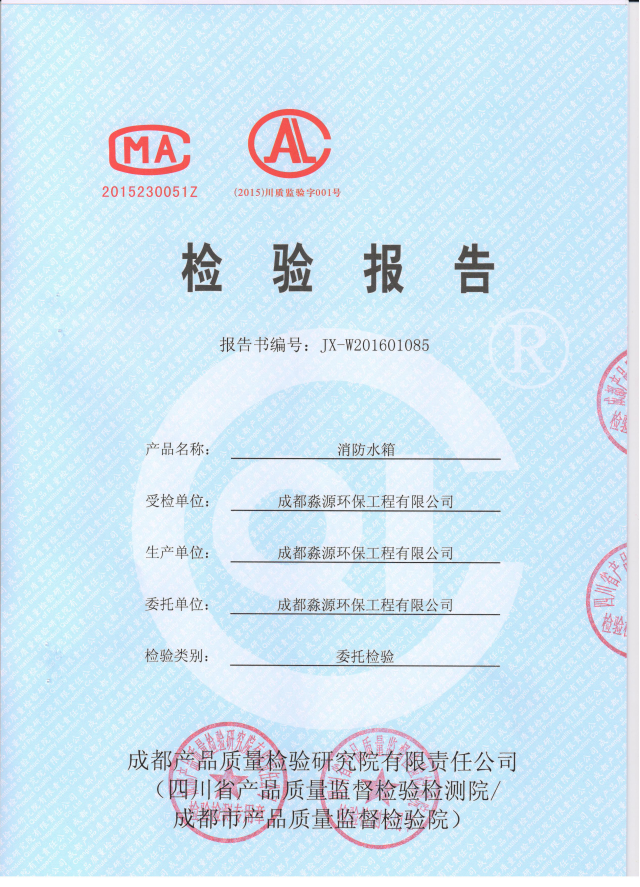 MA
2015230051Z
CAL
(2015)川质监验字001号
检验报告
报告书编号：JX-W201601085
®
产品名称：消防水箱
受检单位：成都淼源环保工程有限公司
生产单位：成都淼源环保工程有限公司
委托单位：成都淼源环保工程有限公司
检验类别：委托检验
成都产品质量检验研究院有限责任公司
（四川省产品质量监督检验检测院/
成都市产品质量监督检验院）